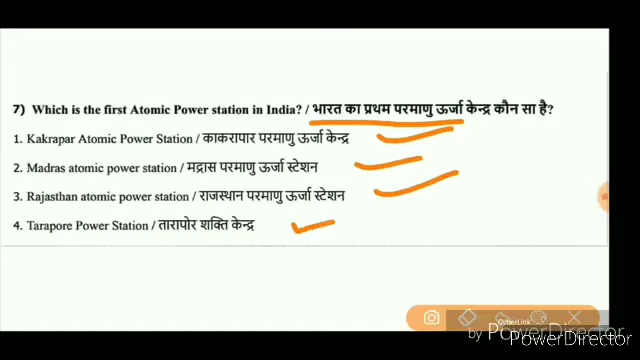 7) Which is the first Atomic Power station in India? / भारत का प्रथम परमाणु ऊर्जा केन्द्र कौन सा है?
1. Kakrapar Atomic Power Station / काकरापार परमाणु ऊर्जा केन्द्र
2. Madras atomic power station / मद्रास परमाणु ऊर्जा स्टेशन
3. Rajasthan atomic power station / राजस्थान परमाणु ऊर्जा स्टेशन
4. Tarapore Power Station / तारापोर शक्ति केन्द्र
CyberLink
by PowerDirector
PowerDirector